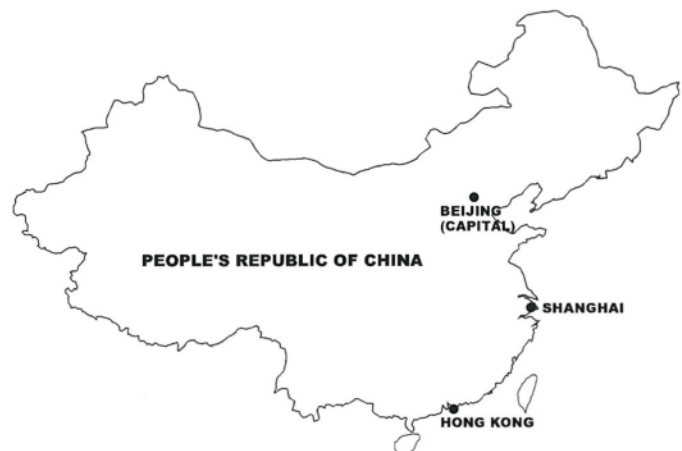 BEIJING
(CAPITAL)
PEOPLE'S REPUBLIC OF CHINA
SHANGHAI
HONG KONG